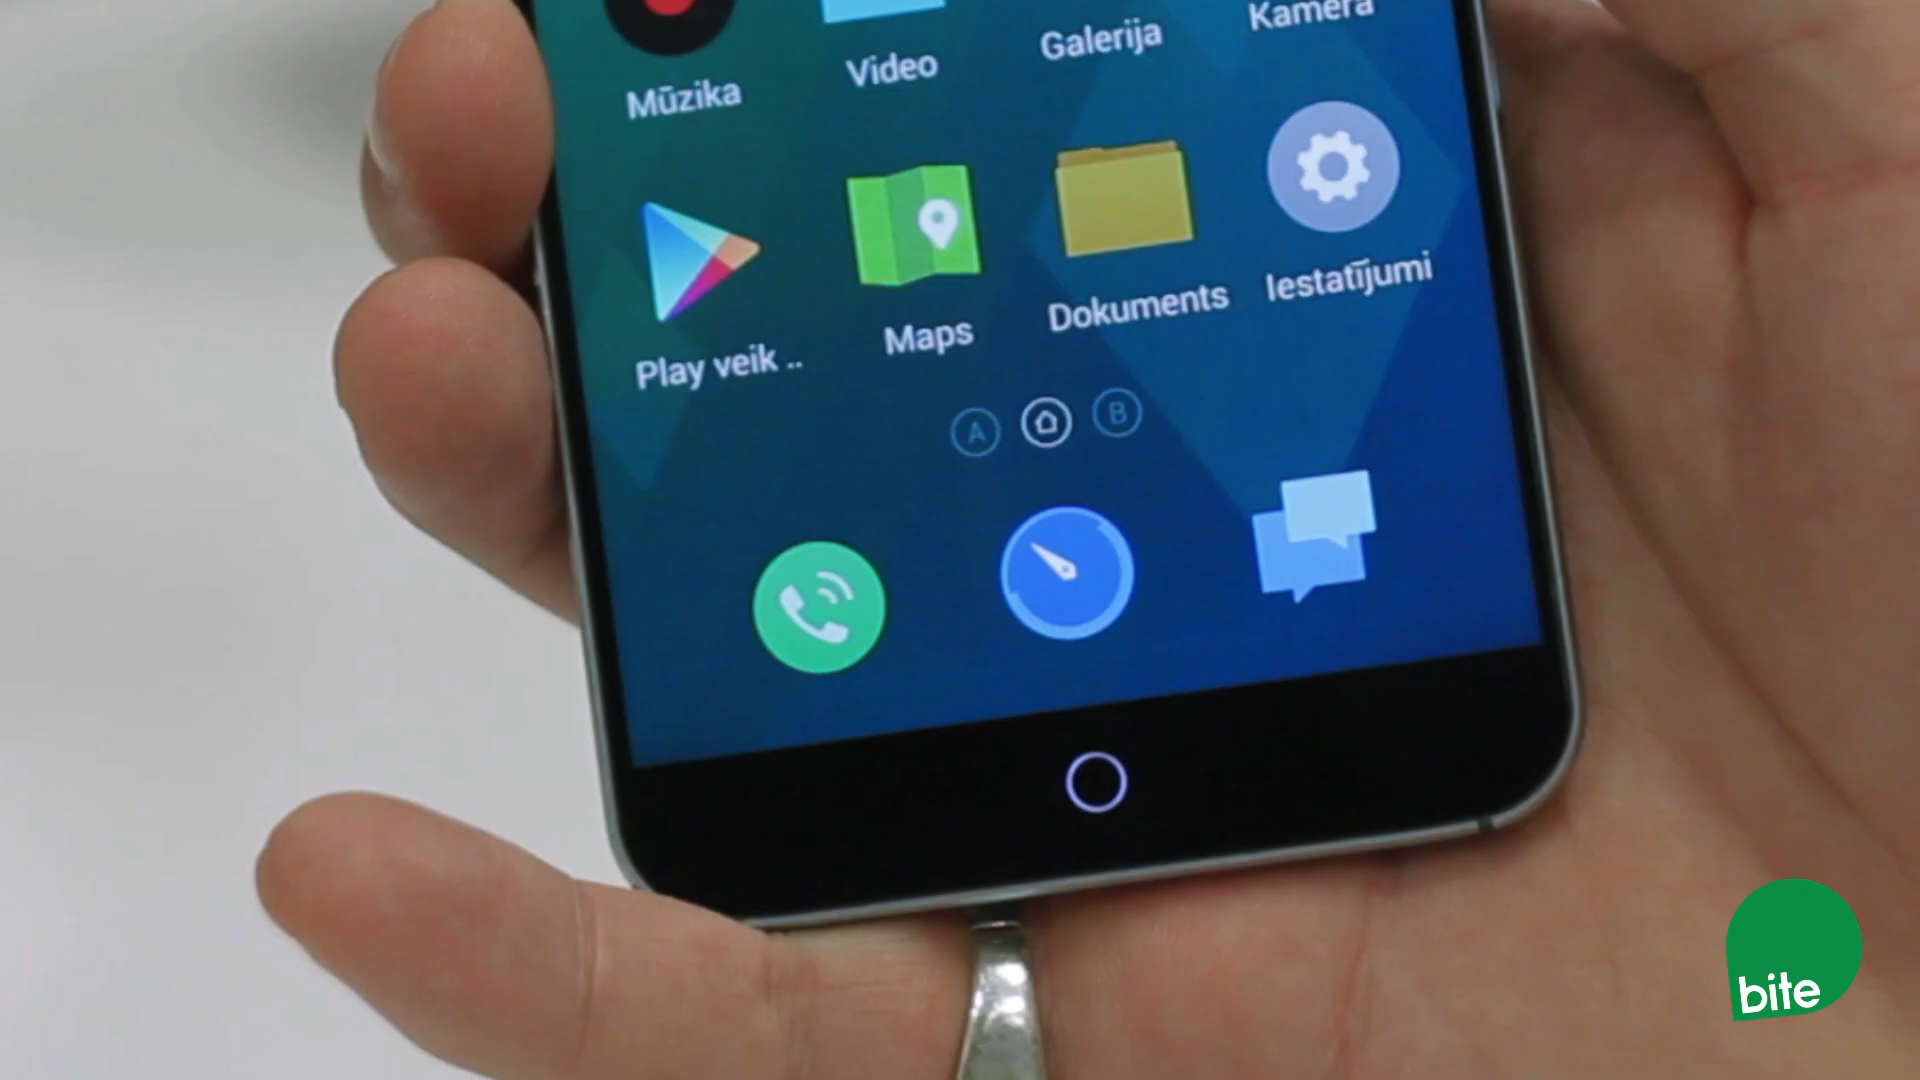 Mūzika
Video
Galerija
Kamera
Play veik ..
Maps
Dokuments
Iestatījumi
A
B
bite